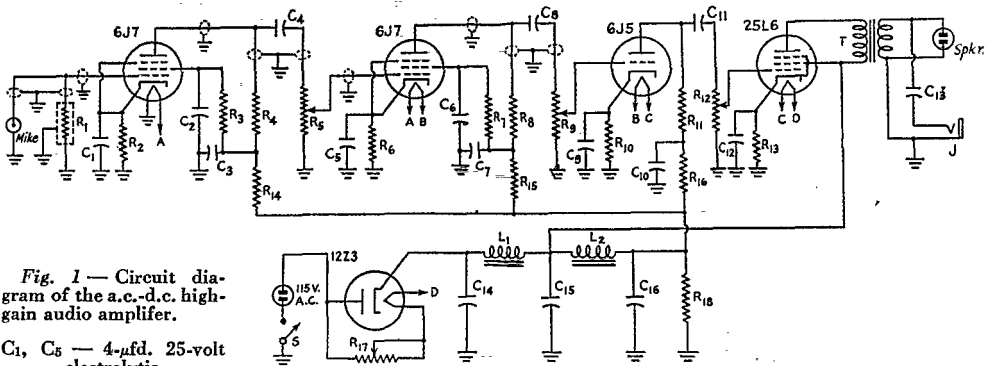 6J7
C4
6J7
C8
6J5
C11
25L6
T
Spkr.
Mike
R1
C1
R2
A
C2
R3
C3
R4
R14
R5
C5
R6
A B
C6
R7
C7
R8
R15
R9
C9
R10
B C
C10
R11
R16
R12
C12
R13
C D
C13
J
12Z3
115 V.
A.C.
S
R17
D
L1
C14
C15
L2
C16
R18
Fig. 1 — Circuit dia-
gram of the a.c.-d.c. high-
gain audio amplifer.
C1, C5 — 4-μfd. 25-volt